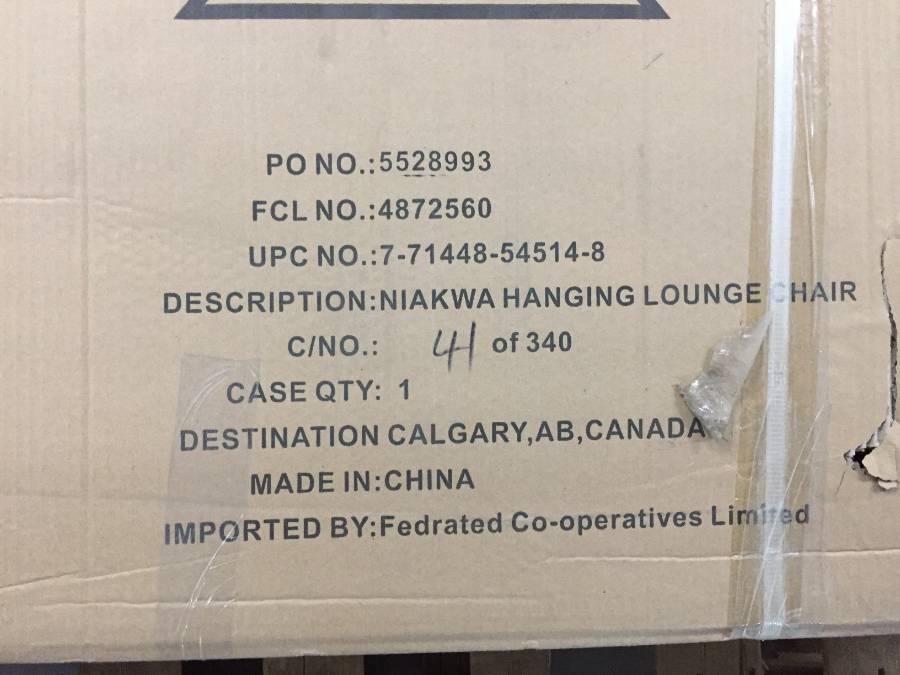 PO NO.:5528993
FCL NO.:4872560
UPC NO.:7-71448-54514-8
DESCRIPTION:NIAKWA HANGING LOUNGE CHAIR
C/NO.: 41 of 340
CASE QTY: 1
DESTINATION CALGARY,AB,CANADA
MADE IN:CHINA
IMPORTED BY:Fedrated Co-operatives Limited